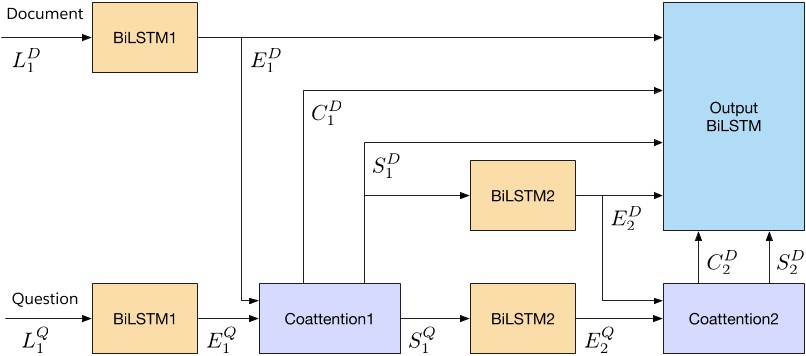 Document
L_1^D
BiLSTM1
E_1^D
C_1^D
S_1^D
BiLSTM2
E_2^D
Output
BiLSTM
C_2^D
S_2^D
Question
L_1^Q
BiLSTM1
E_1^Q
Coattention1
S_1^Q
BiLSTM2
E_2^Q
Coattention2